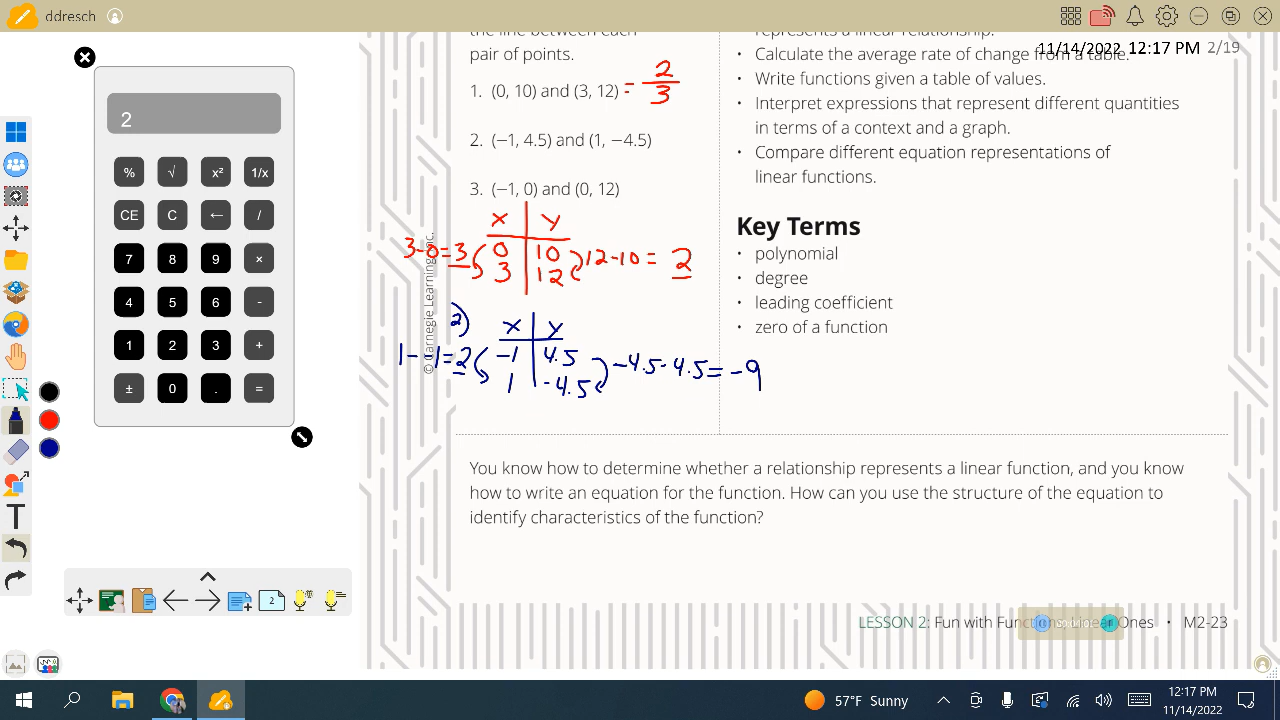 ddresch
11/14/2022 12:17 PM 2/19
2
% √ x² 1/x
CE C ← /
7 8 9 ×
4 5 6 -
1 2 3 +
± 0 . =
T
2
the line between each
pair of points.
1. (0, 10) and (3, 12) = 2/3
2. (−1, 4.5) and (1, −4.5)
3. (−1, 0) and (0, 12)
x y
3-0=3 0 10 12-10 = 2
3 12
2) x y
1--1=2 -1 4.5 -4.5-4.5=-9
1 -4.5
© Carnegie Learning, Inc.
represents a linear relationship.
• Calculate the average rate of change from a table.
• Write functions given a table of values.
• Interpret expressions that represent different quantities
in terms of a context and a graph.
• Compare different equation representations of
linear functions.
Key Terms
• polynomial
• degree
• leading coefficient
• zero of a function
You know how to determine whether a relationship represents a linear function, and you know
how to write an equation for the function. How can you use the structure of the equation to
identify characteristics of the function?
LESSON 2: Fun with Functions, Linear Ones • M2-23
57°F Sunny
12:17 PM
11/14/2022